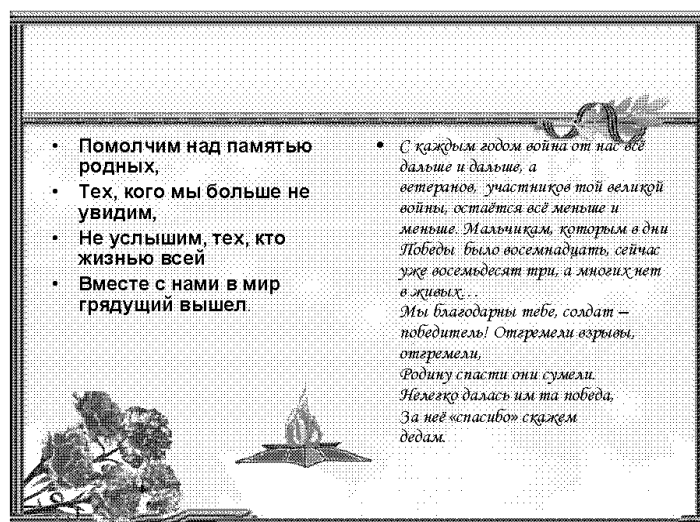 • Помолчим над памятью
родных,
• Тех, кого мы больше не
увидим,
• Не услышим, тех, кто
жизнью всей
• Вместе с нами в мир
грядущий вышел.
• С каждым годом война от нас всё
дальше и дальше, а
ветеранов, участников той великой
войны, остаётся всё меньше и
меньше. Мальчикам, которым в дни
Победы было восемнадцать, сейчас
уже восемьдесят три, а многих нет
в живых…
Мы благодарны тебе, солдат –
победитель! Отгремели взрывы,
отгремели,
Родину спасти они сумели.
Нелегко далась им та победа,
За неё «спасибо» скажем
дедам.